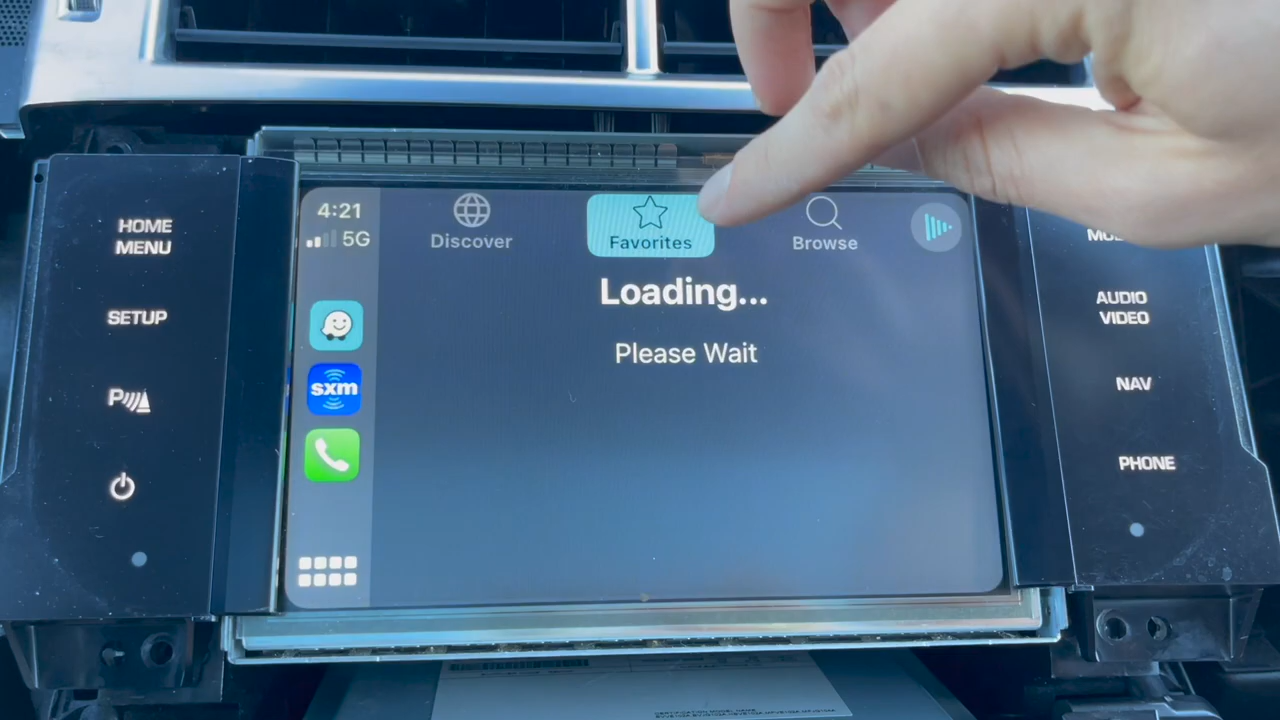 HOME
MENU
SETUP
P
4:21
5G
Discover
Favorites
Browse
Loading...
Please Wait
sxm
AUDIO
VIDEO
NAV
PHONE